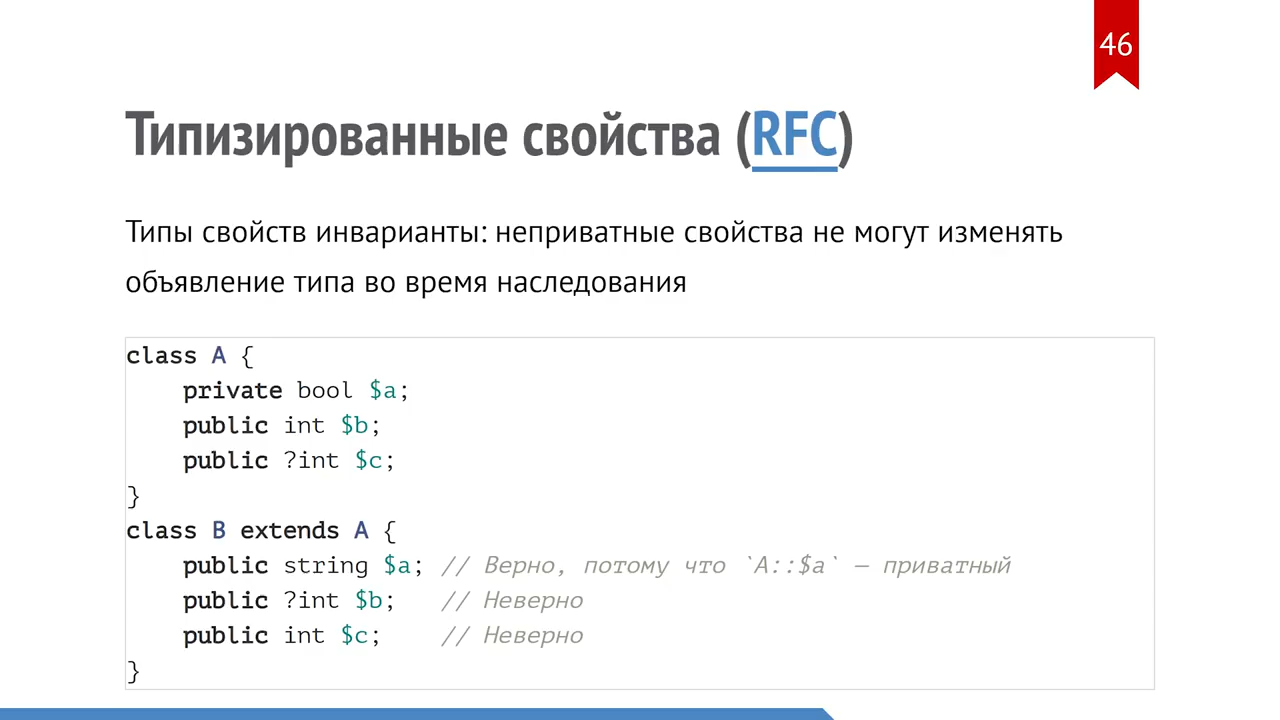 46
Типизированные свойства (RFC)
Типы свойств инварианты: неприватные свойства не могут изменять
объявление типа во время наследования
class A {
    private bool $a;
    public int $b;
    public ?int $c;
}
class B extends A {
    public string $a; // Верно, потому что `A::$a` — приватный
    public ?int $b;   // Неверно
    public int $c;    // Неверно
}